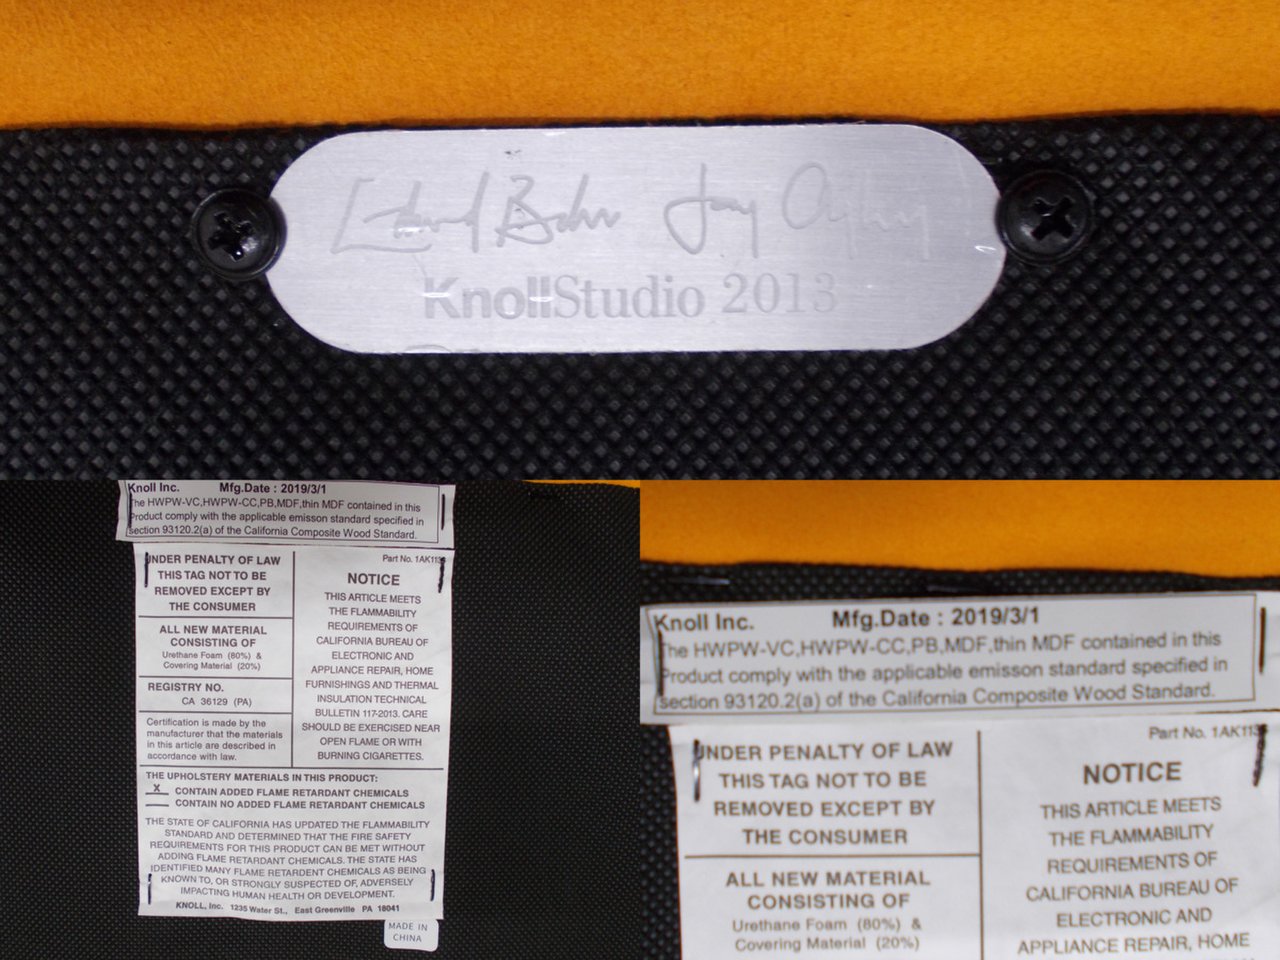 Edward Barber Jay Osgerby
KnollStudio 2013
Knoll Inc. Mfg.Date : 2019/3/1
The HWPW-VC,HWPW-CC,PB,MDF,thin MDF contained in this
Product comply with the applicable emisson standard specified in
section 93120.2(a) of the California Composite Wood Standard.
UNDER PENALTY OF LAW
THIS TAG NOT TO BE
REMOVED EXCEPT BY
THE CONSUMER
ALL NEW MATERIAL
CONSISTING OF
Urethane Foam (80%) &
Covering Material (20%)
REGISTRY NO.
CA 36129 (PA)
Certification is made by the
manufacturer that the materials
in this article are described in
accordance with law.
Part No.
NOTICE
THIS ARTICLE MEETS
THE FLAMMABILITY
REQUIREMENTS OF
CALIFORNIA BUREAU OF
ELECTRONIC AND
APPLIANCE REPAIR, HOME
FURNISHINGS AND THERMAL
INSULATION TECHNICAL
BULLETIN 117-2013. CARE
SHOULD BE EXERCISED NEAR
OPEN FLAME OR WITH
BURNING CIGARETTES.
THE UPHOLSTERY MATERIALS IN THIS PRODUCT:
X CONTAIN ADDED FLAME RETARDANT CHEMICALS
CONTAIN NO ADDED FLAME RETARDANT CHEMICALS
THE STATE OF CALIFORNIA HAS UPDATED THE FLAMMABILITY
STANDARD AND DETERMINED THAT THE FIRE SAFETY
REQUIREMENTS FOR THIS PRODUCT CAN BE MET WITHOUT
ADDING FLAME RETARDANT CHEMICALS. THE STATE HAS
IDENTIFIED MANY FLAME RETARDENT CHEMICALS AS BEING
KNOWN TO, OR STRONGLY SUSPECTED OF, ADVERSELY
IMPACTING HUMAN HEALTH OR DEVELOPMENT.
KNOLL, Inc. 1235 Water St., East Greenville PA 18041
MADE IN
CHINA
Knoll Inc. Mfg.Date : 2019/3/1
The HWPW-VC,HWPW-CC,PB,MDF,thin MDF contained in this
Product comply with the applicable emisson standard specified in
section 93120.2(a) of the California Composite Wood Standard.
UNDER PENALTY OF LAW
THIS TAG NOT TO BE
REMOVED EXCEPT BY
THE CONSUMER
ALL NEW MATERIAL
CONSISTING OF
Urethane Foam (80%) &
Covering Material (20%)
Part No.
NOTICE
THIS ARTICLE MEETS
THE FLAMMABILITY
REQUIREMENTS OF
CALIFORNIA BUREAU OF
ELECTRONIC AND
APPLIANCE REPAIR, HOME